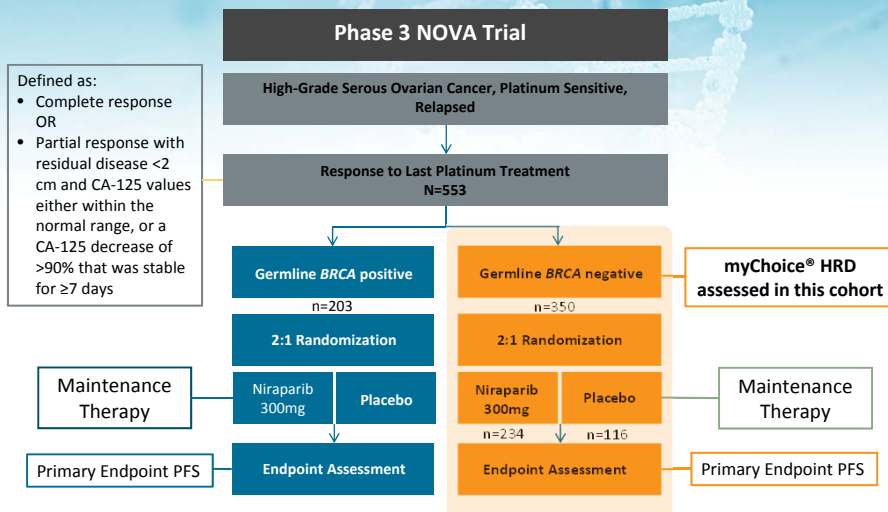 Phase 3 NOVA Trial
Defined as:
• Complete response
OR
• Partial response with
residual disease <2
cm and CA-125 values
either within the
normal range, or a
CA-125 decrease of
>90% that was stable
for ≥7 days
High-Grade Serous Ovarian Cancer, Platinum Sensitive,
Relapsed
Response to Last Platinum Treatment
N=553
Germline BRCA positive
n=203
2:1 Randomization
Niraparib
300mg
Placebo
Endpoint Assessment
Maintenance
Therapy
Primary Endpoint PFS
Germline BRCA negative
n=350
2:1 Randomization
Niraparib
300mg
Placebo
n=234
n=116
Endpoint Assessment
myChoice® HRD
assessed in this cohort
Maintenance
Therapy
Primary Endpoint PFS